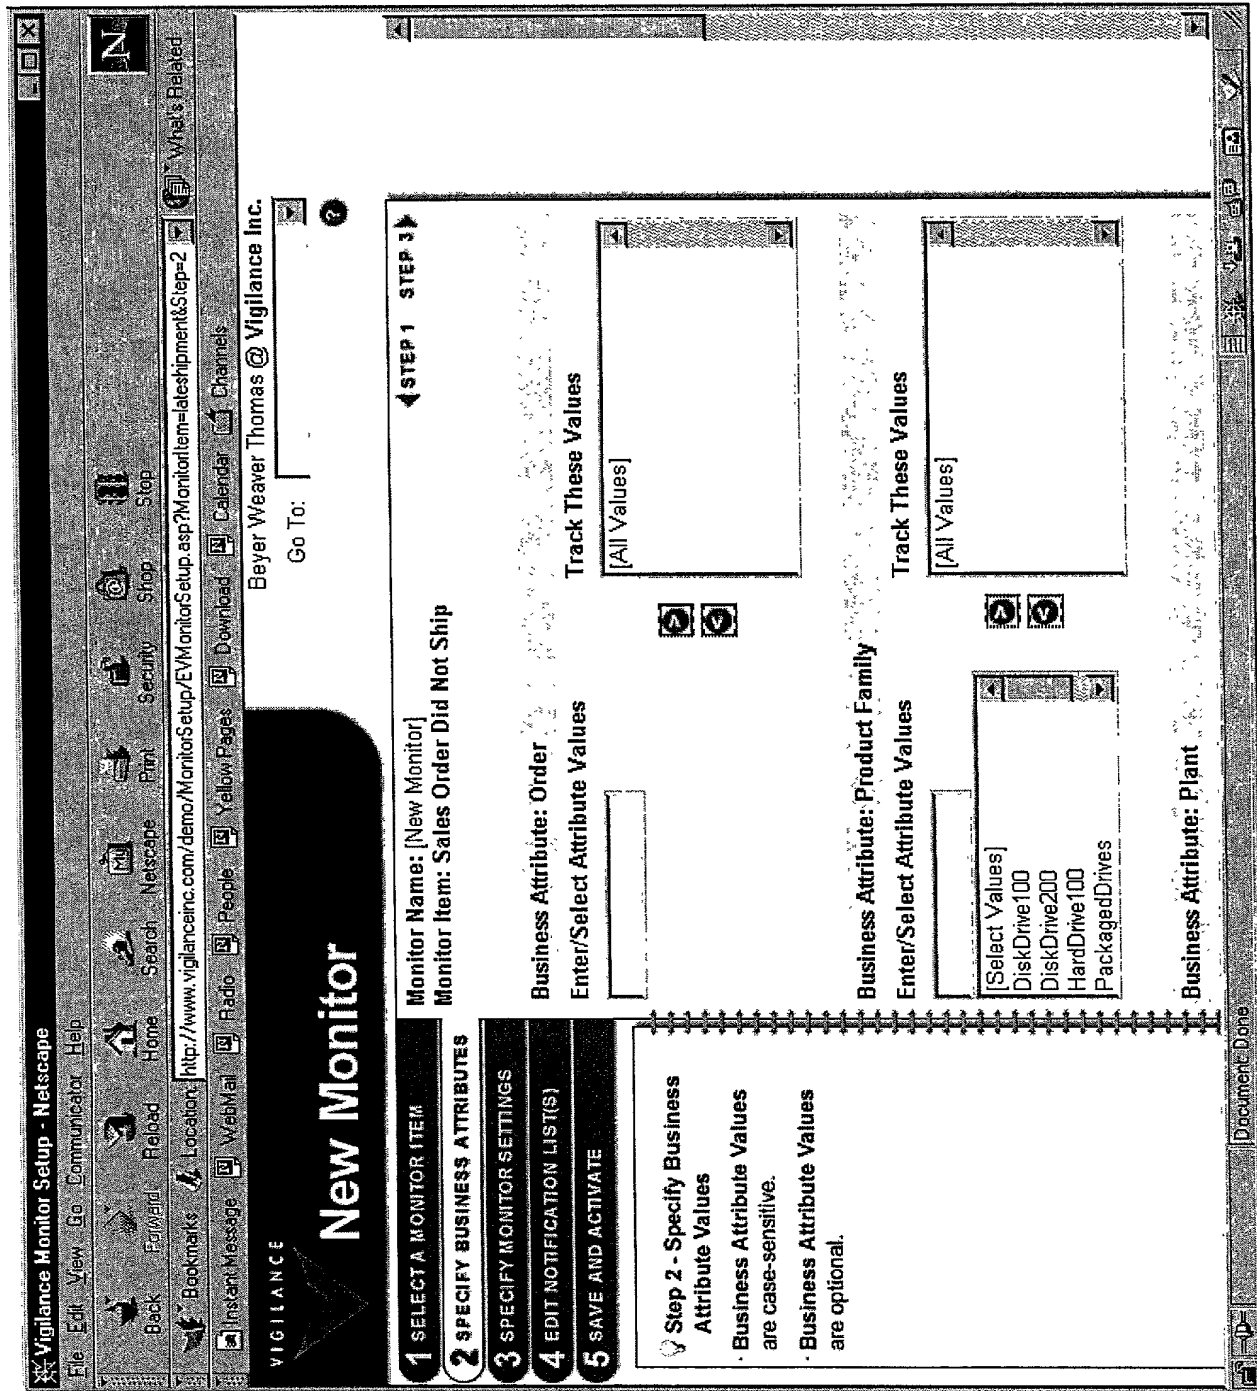 Vigilance Monitor Setup - Netscape
File Edit View Go Communicator Help
Back Forward Reload Home Search Netscape Print Security Shop Stop
My
N
Bookmarks Location: http://www.vigilanceinc.com/demo/MonitorSetup/EVMonitorSetup.asp?MonitorItem=lateshipment&Step=2 What's Related
Instant Message WebMail Radio People Yellow Pages Download Calendar Channels
VIGILANCE
New Monitor
Beyer Weaver Thomas @ Vigilance Inc.
Go To:
?
1 SELECT A MONITOR ITEM
2 SPECIFY BUSINESS ATTRIBUTES
3 SPECIFY MONITOR SETTINGS
4 EDIT NOTIFICATION LIST(S)
5 SAVE AND ACTIVATE
Step 2 - Specify Business
Attribute Values
· Business Attribute Values
are case-sensitive.
· Business Attribute Values
are optional.
Monitor Name: [New Monitor]
STEP 1 STEP 3
Monitor Item: Sales Order Did Not Ship
Business Attribute: Order
Enter/Select Attribute Values
Track These Values
[All Values]
Business Attribute: Product Family
Enter/Select Attribute Values
Track These Values
[Select Values]
DiskDrive100
DiskDrive200
HardDrive100
PackagedDrives
[All Values]
Business Attribute: Plant
Document: Done